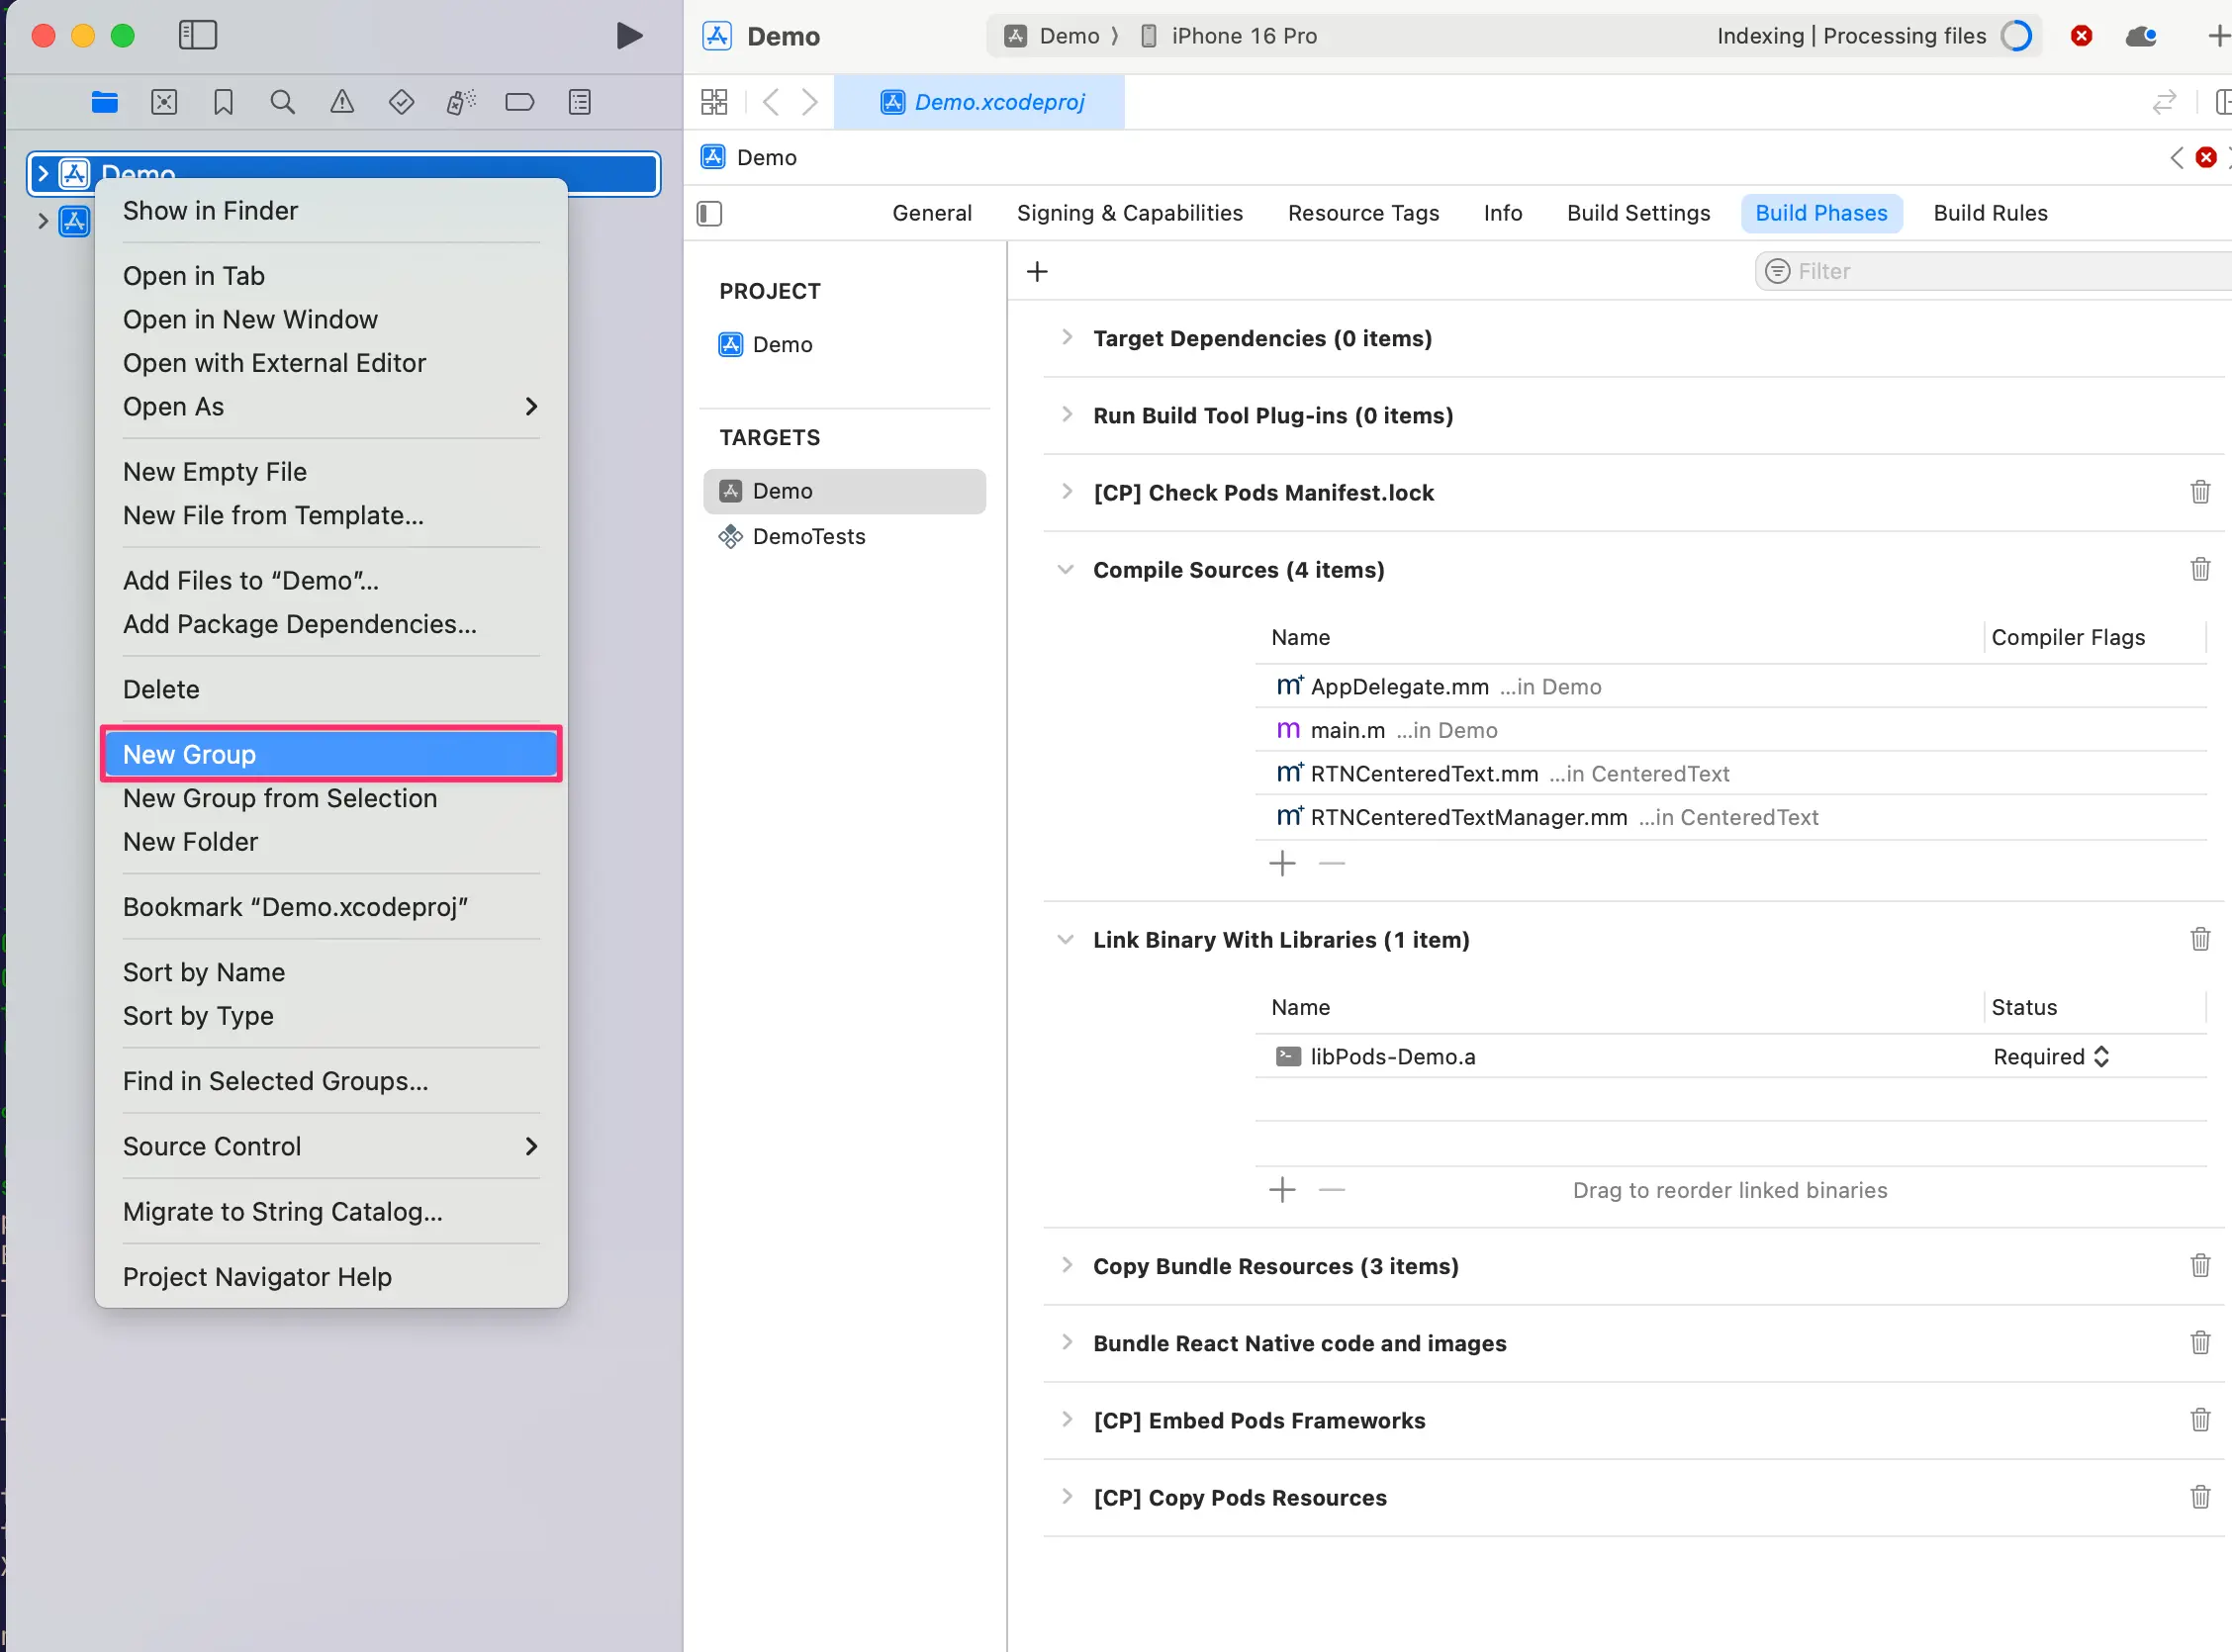 Demo
Demo 〉 iPhone 16 Pro
Indexing | Processing files
Demo.xcodeproj
Demo
Demo
General
Signing & Capabilities
Resource Tags
Info
Build Settings
Build Phases
Build Rules
Show in Finder
Open in Tab
Open in New Window
Open with External Editor
Open As
New Empty File
New File from Template...
Add Files to “Demo”...
Add Package Dependencies...
Delete
New Group
New Group from Selection
New Folder
Bookmark “Demo.xcodeproj”
Sort by Name
Sort by Type
Find in Selected Groups...
Source Control
Migrate to String Catalog...
Project Navigator Help
PROJECT
Demo
TARGETS
Demo
DemoTests
Filter
Target Dependencies (0 items)
Run Build Tool Plug-ins (0 items)
[CP] Check Pods Manifest.lock
Compile Sources (4 items)
Name Compiler Flags
AppDelegate.mm ...in Demo
main.m ...in Demo
RTNCenteredText.mm ...in CenteredText
RTNCenteredTextManager.mm ...in CenteredText
Link Binary With Libraries (1 item)
Name Status
libPods-Demo.a Required
Drag to reorder linked binaries
Copy Bundle Resources (3 items)
Bundle React Native code and images
[CP] Embed Pods Frameworks
[CP] Copy Pods Resources